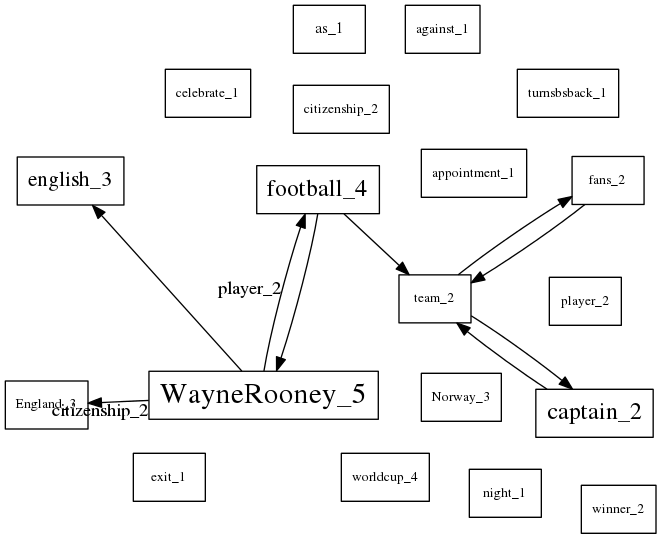 as_1
against_1
celebrate_1
citizenship_2
turnsbsback_1
english_3
football_4
appointment_1
fans_2
player_2
team_2
player_2
England_3
citizenship_2
WayneRooney_5
Norway_3
captain_2
exit_1
worldcup_4
night_1
winner_2